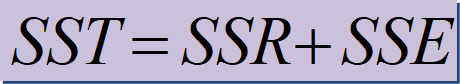 SST = SSR+ SSE